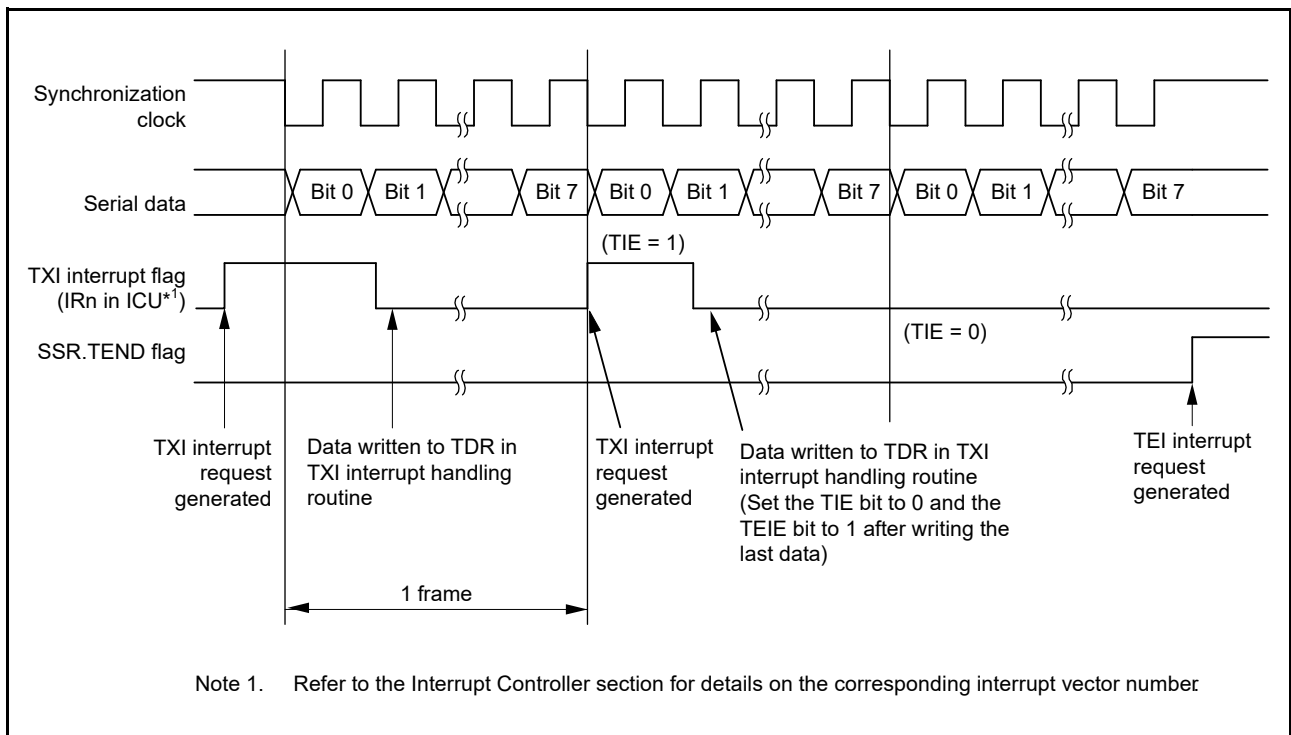 Synchronization
clock
Serial data
Bit 0 Bit 1 Bit 7 Bit 0 Bit 1 Bit 7 Bit 0 Bit 1 Bit 7
(TIE = 1)
TXI interrupt flag
(IRn in ICU*1)
(TIE = 0)
SSR.TEND flag
TXI interrupt
request
generated
Data written to TDR in
TXI interrupt handling
routine
TXI interrupt
request
generated
Data written to TDR in TXI
interrupt handling routine
(Set the TIE bit to 0 and the
TEIE bit to 1 after writing the
last data)
TEI interrupt
request
generated
1 frame
Note 1. Refer to the Interrupt Controller section for details on the corresponding interrupt vector number.